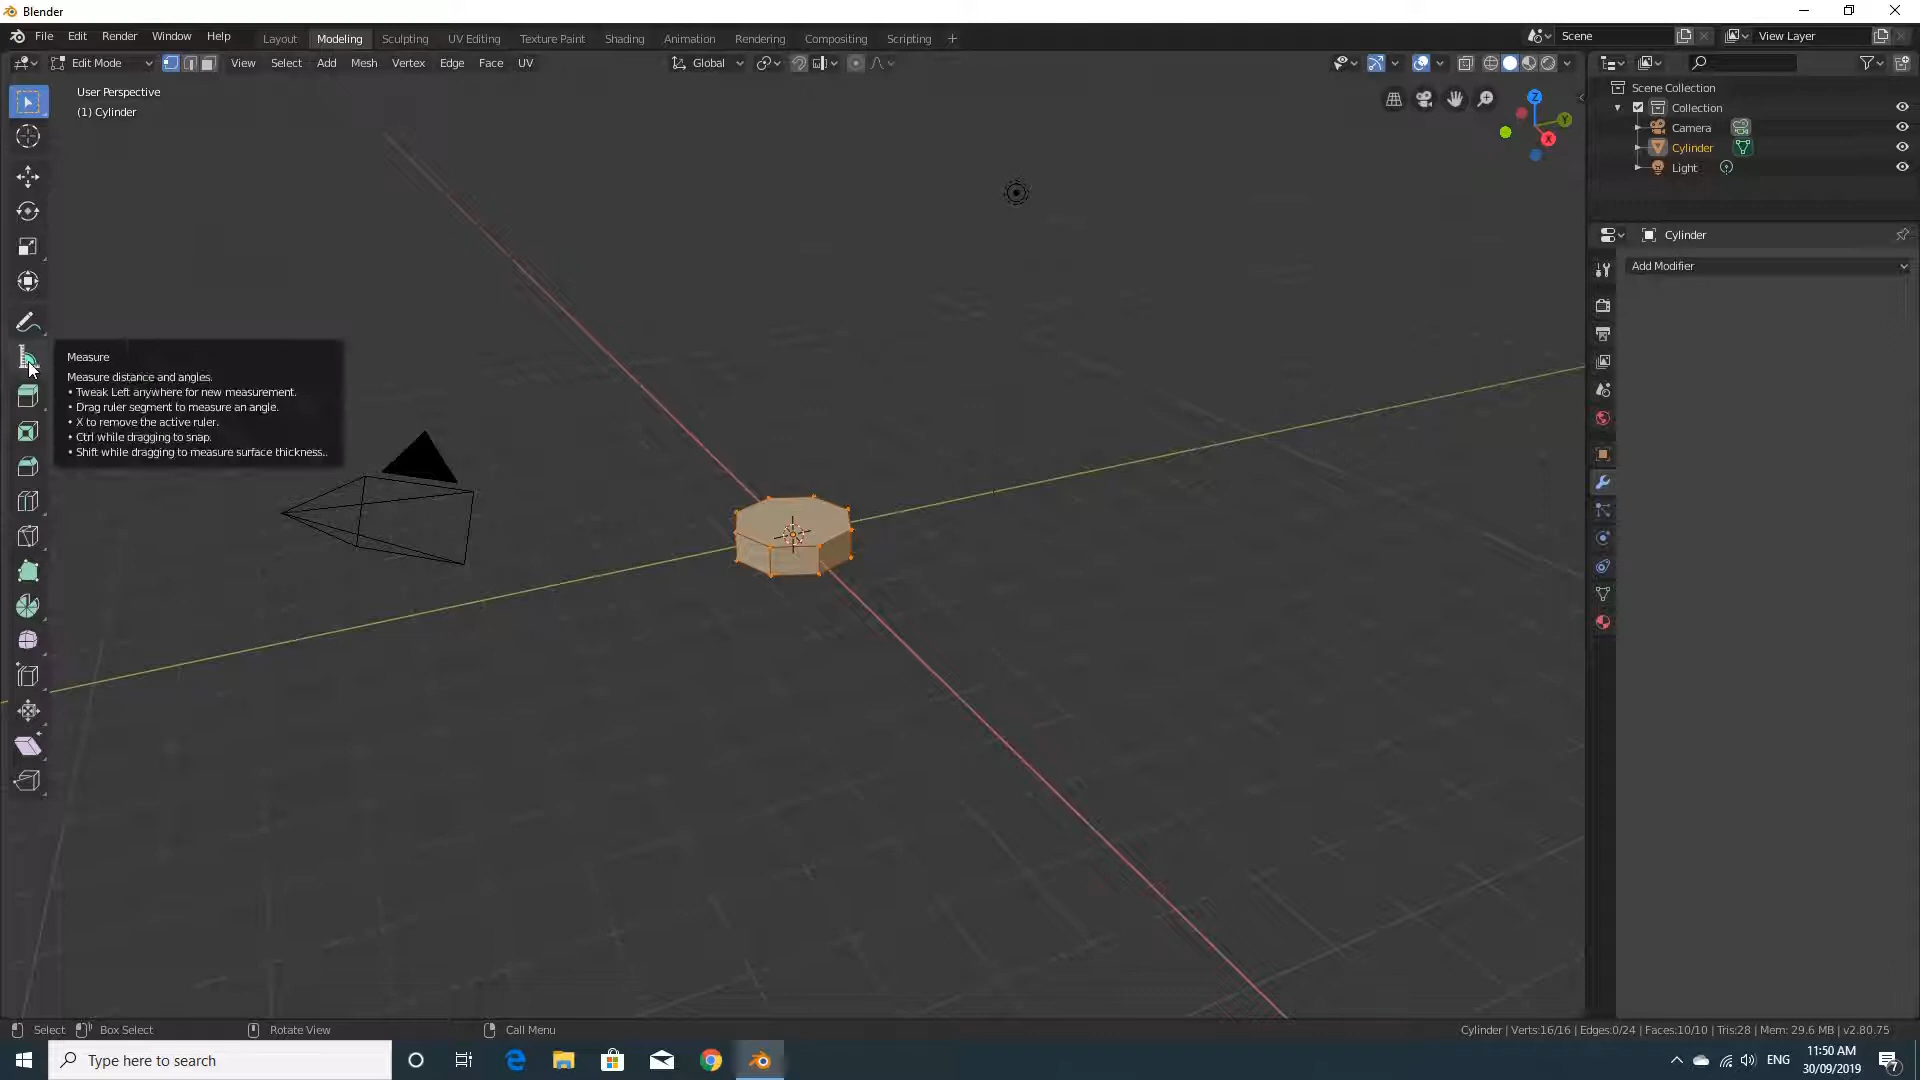 Blender
File Edit Render Window Help Layout Modeling Sculpting UV Editing Texture Paint Shading Animation Rendering Compositing Scripting + Scene View Layer
Edit Mode View Select Add Mesh Vertex Edge Face UV Global
User Perspective
(1) Cylinder
Z
Y
X
Scene Collection
Collection
Camera
Cylinder
Light
Cylinder
Add Modifier
Measure
Measure distance and angles.
• Tweak Left anywhere for new measurement.
• Drag ruler segment to measure an angle.
• X to remove the active ruler.
• Ctrl while dragging to snap.
• Shift while dragging to measure surface thickness..
Select Box Select Rotate View Call Menu Cylinder | Verts:16/16 | Edges:0/24 | Faces:10/10 | Tris:28 | Mem: 29.6 MB | v2.80.75
Type here to search
ENG
11:50 AM
30/09/2019
7